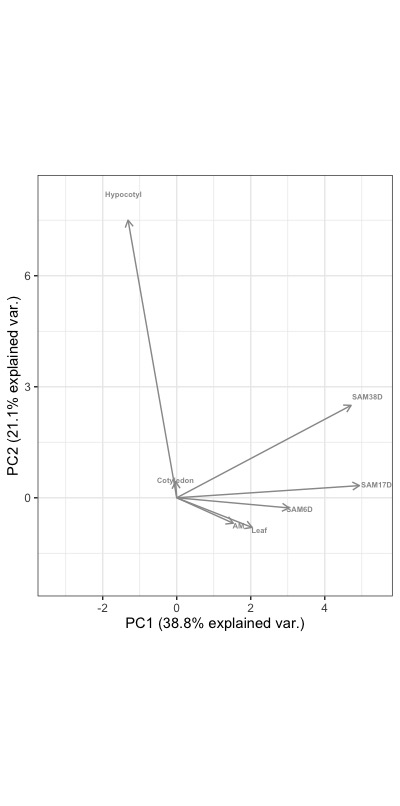 Hypocotyl
6
SAM38D
3
Cotyledon
SAM17D
0
SAM6D
Leaf
-2
0
2
4
PC1 (38.8% explained var.)
PC2 (21.1% explained var.)